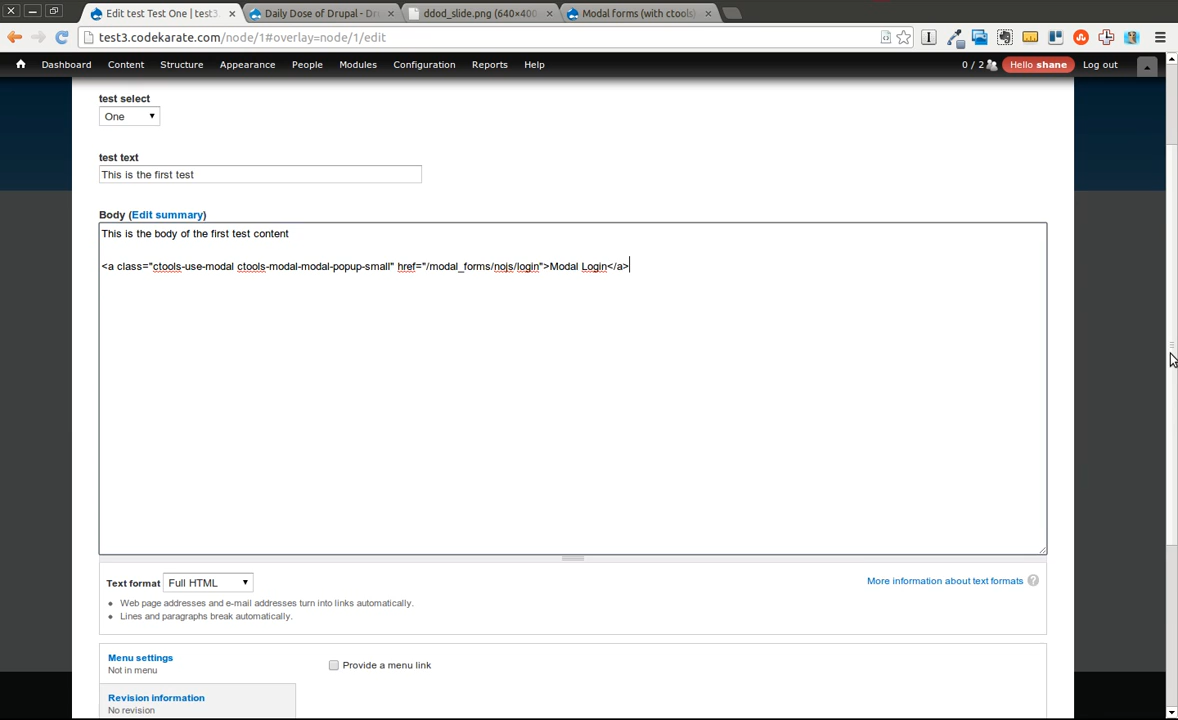 Edit test Test One | test3.
Daily Dose of Drupal - Dru
ddod_slide.png (640×400
Modal forms (with ctools)
test3.codekarate.com/node/1#overlay=node/1/edit
Dashboard Content Structure Appearance People Modules Configuration Reports Help 0 / 2 Hello shane Log out
test select
One
test text
This is the first test
Body (Edit summary)
This is the body of the first test content
<a class="ctools-use-modal ctools-modal-modal-popup-small" href="/modal_forms/nojs/login">Modal Login</a>
Text format Full HTML More information about text formats ?
Web page addresses and e-mail addresses turn into links automatically.
Lines and paragraphs break automatically.
Menu settings
Not in menu
Provide a menu link
Revision information
No revision